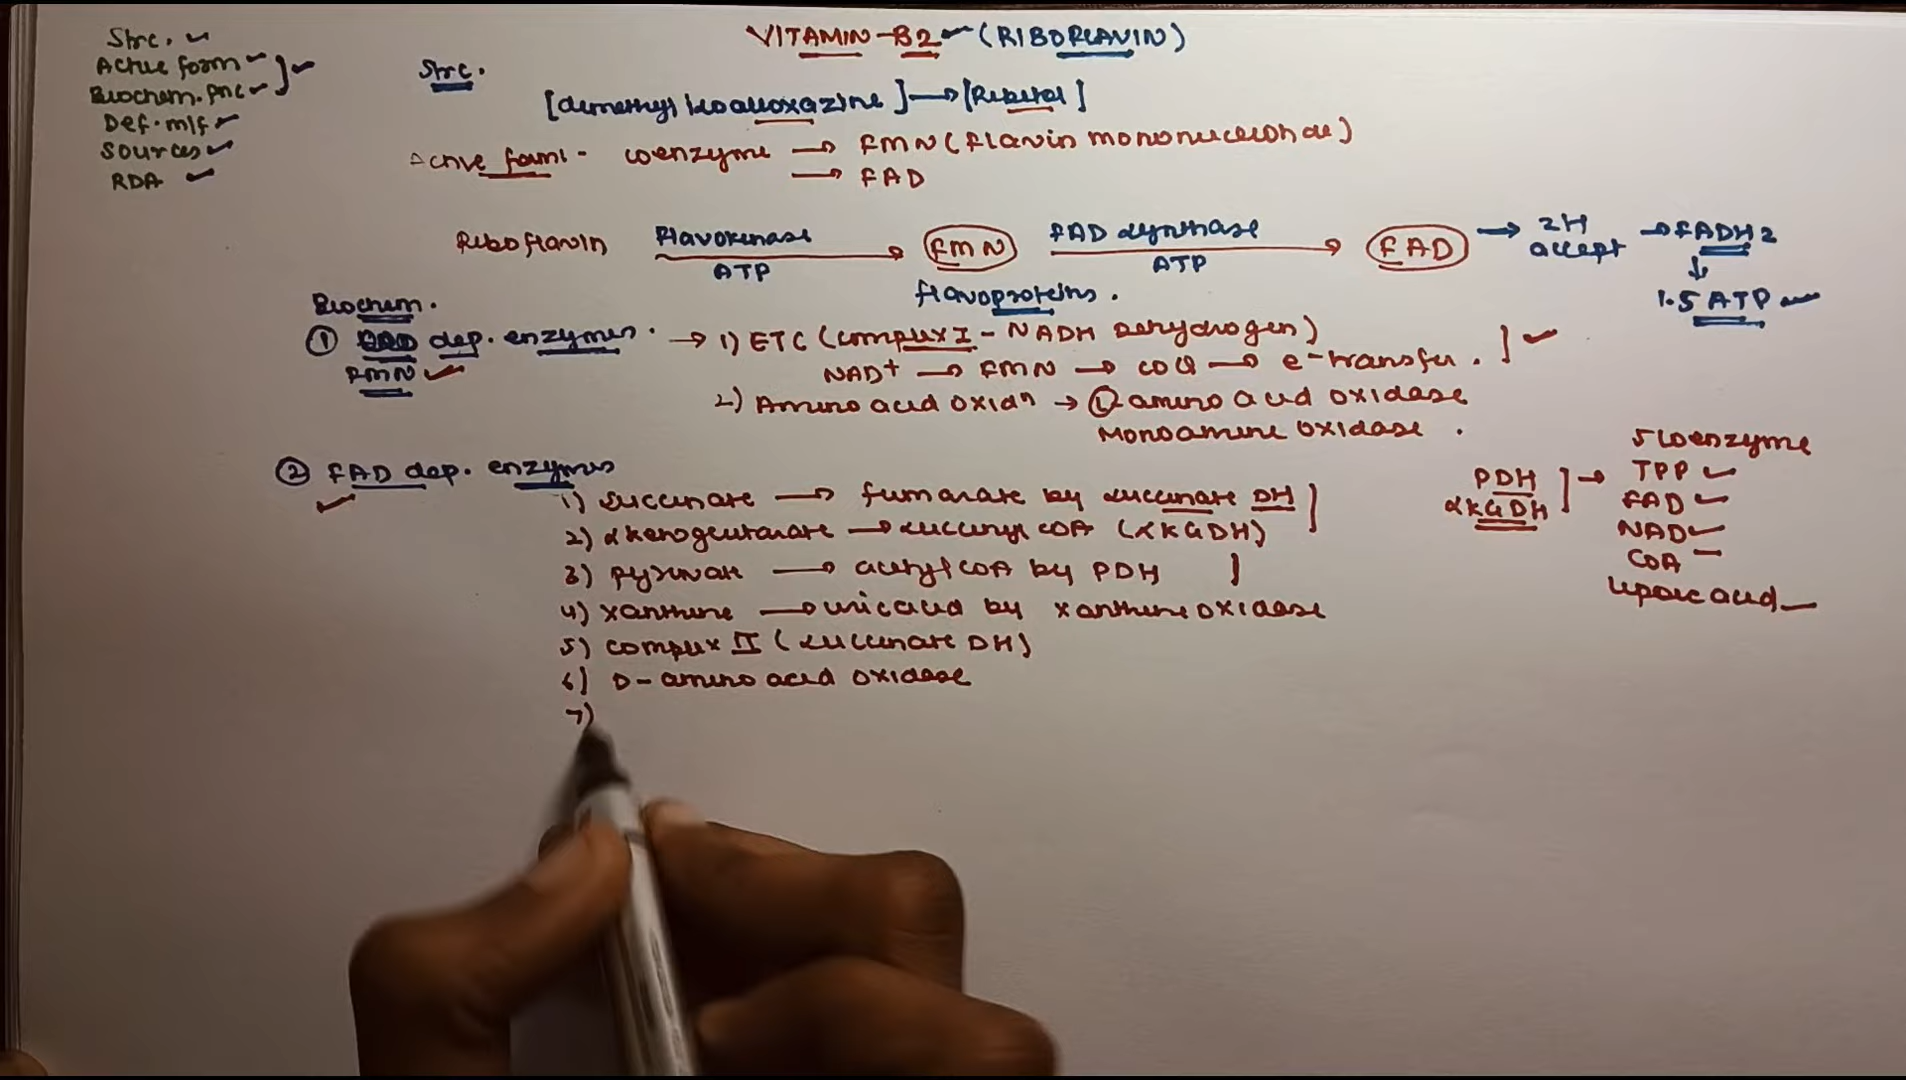 VITAMIN-B2 (RIBOFLAVIN)
Strc.
Active form
Biochem. fnc
Def. m/f
Sources
RDA
Strc.
[dimethyl isoalloxazine] → [Ribitol]
Active form - coenzyme → FMN (Flavin mononucleotide)
→ FAD
Riboflavin Flavokinase ATP → FMN FAD synthase ATP → FAD → 2H accept → FADH2
↓
1.5 ATP
flavoproteins.
Biochem.
① dep. enzymes. → 1) ETC (complex I - NADH Dehydrogen)
FMN
NAD+ → FMN → CoQ → e- transfer.
2) Amino acid oxidn → L-amino acid oxidase
Monoamine oxidase.
② FAD dep. enzymes
1) succinate → fumarate by succinate DH
2) αketoglutarate → succinyl CoA (αKGDH)
3) pyruvate → acetyl CoA by PDH
4) xanthine → uric acid by xanthine oxidase
5) complex II (succinate DH)
6) D-amino acid oxidase
7)
PDH
αKGDH
→ 5 coenzyme
TPP
FAD
NAD
CoA
lipoic acid